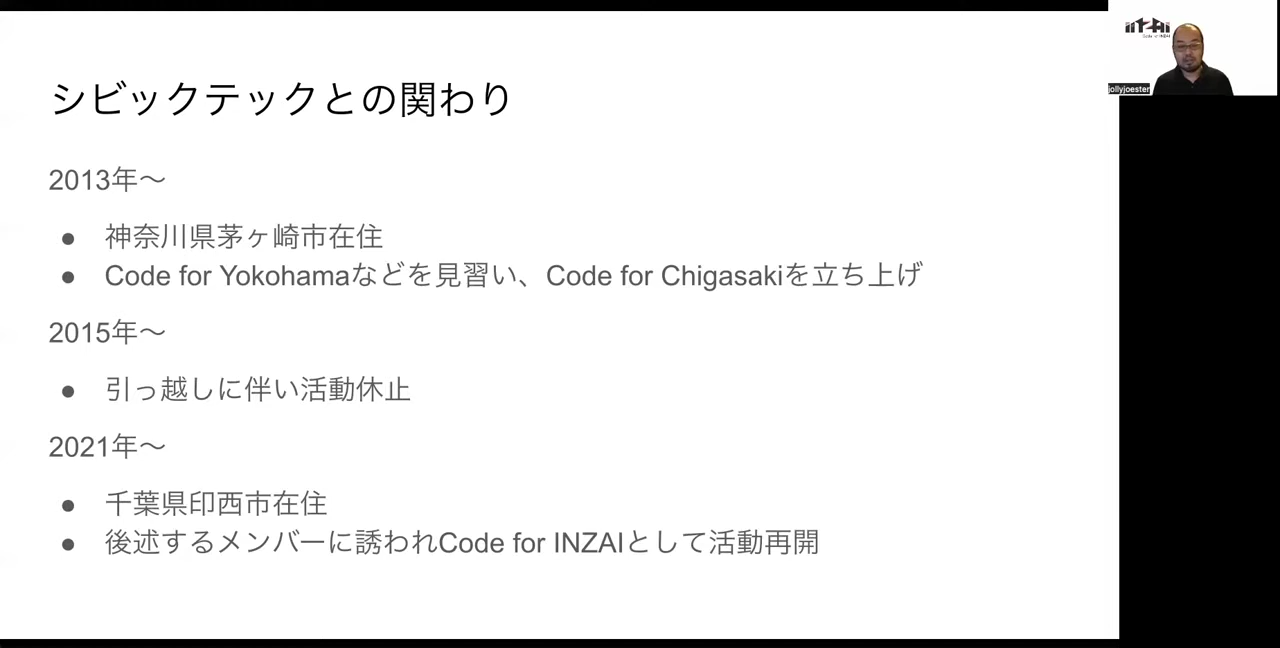 シビックテックとの関わり
2013年～
● 神奈川県茅ヶ崎市在住
● Code for Yokohamaなどを見習い、Code for Chigasakiを立ち上げ
2015年～
● 引っ越しに伴い活動休止
2021年～
● 千葉県印西市在住
● 後述するメンバーに誘われCode for INZAIとして活動再開
INZAI
Code for INZAI
jollyjoester